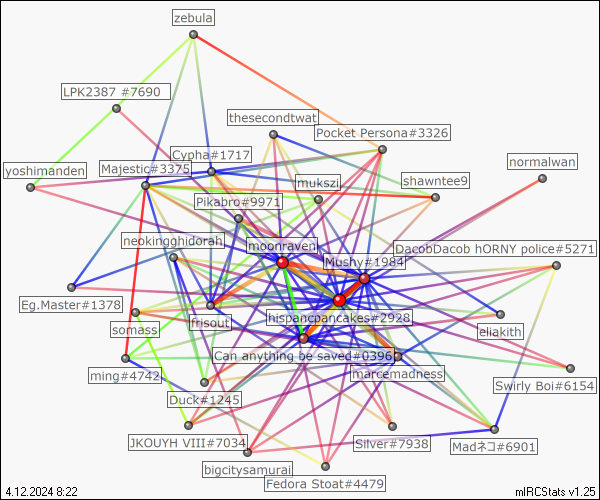 zebula
LPK2387 #7690
thesecondtwat
Pocket Persona#3326
Cypha#1717
yoshimanden
Majestic#3375
normalwan
mukszi
shawntee9
Pikabro#9971
neokingghidorah
moonraven
DacobDacob hORNY police#5271
Mushy#1984
Eg.Master#1378
somass
frisout
hispancpancakes#2928
eliakith
Can anything be saved#0396
ming#4742
marcemadness
Swirly Boi#6154
Duck#1245
JKOUYH VIII#7034
Silver#7938
Madネコ#6901
bigcitysamurai
Fedora Stoat#4479
4.12.2024 8:22
mIRCStats v1.25